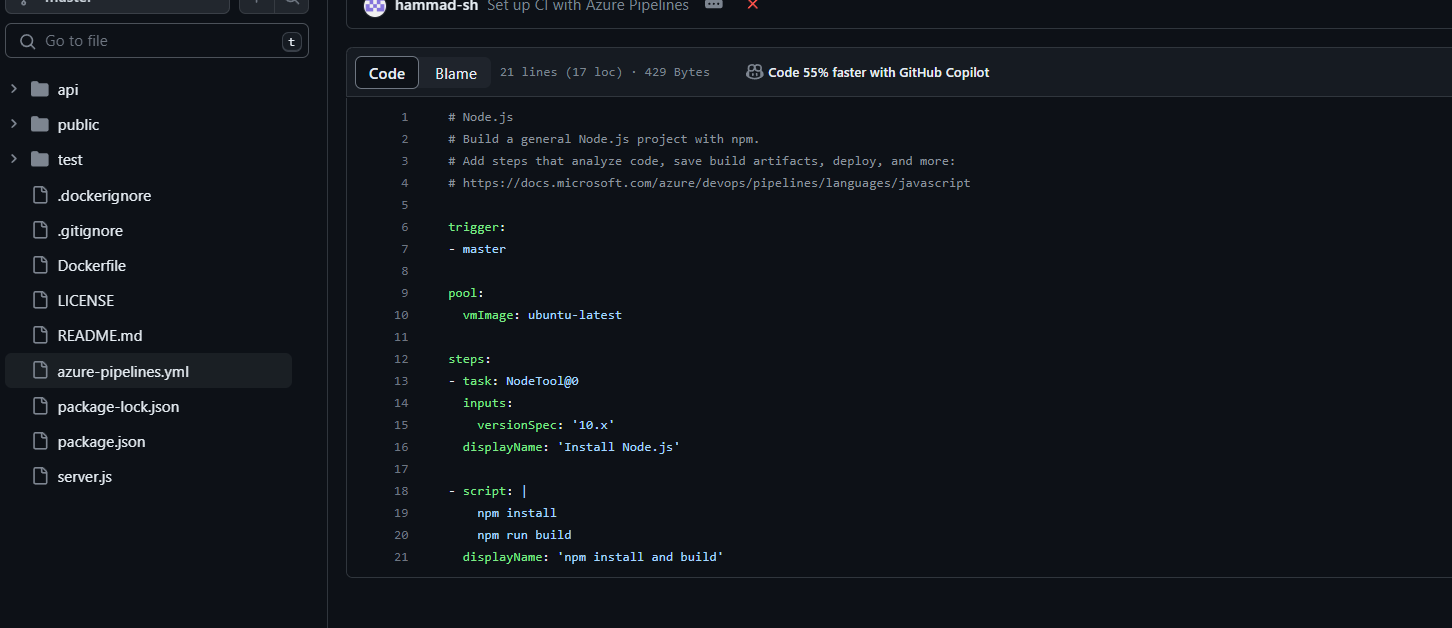 master
hammad-sh Set up CI with Azure Pipelines
Go to file t
api
public
test
.dockerignore
.gitignore
Dockerfile
LICENSE
README.md
azure-pipelines.yml
package-lock.json
package.json
server.js
Code Blame 21 lines (17 loc) · 429 Bytes Code 55% faster with GitHub Copilot
1 # Node.js
2 # Build a general Node.js project with npm.
3 # Add steps that analyze code, save build artifacts, deploy, and more:
4 # https://docs.microsoft.com/azure/devops/pipelines/languages/javascript
5
6 trigger:
7 - master
8
9 pool:
10   vmImage: ubuntu-latest
11
12 steps:
13 - task: NodeTool@0
14   inputs:
15     versionSpec: '10.x'
16   displayName: 'Install Node.js'
17
18 - script: |
19     npm install
20     npm run build
21   displayName: 'npm install and build'